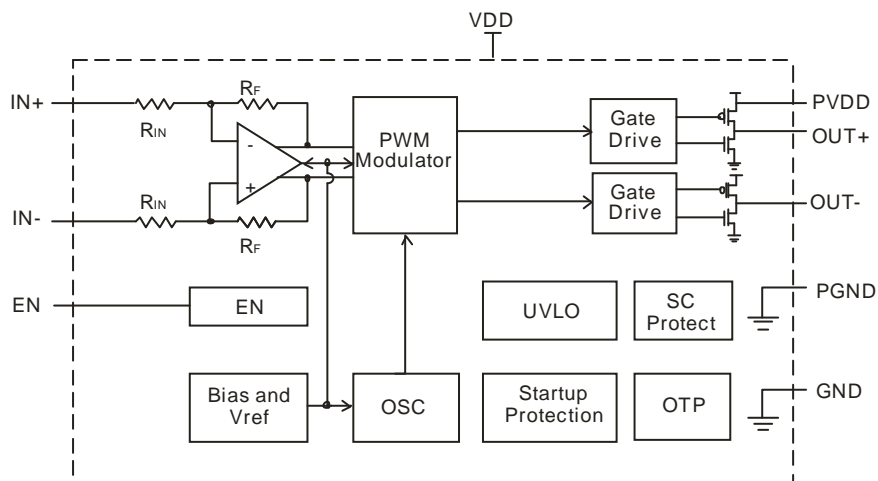 VDD
IN+
RIN
RF
-
+
IN-
RIN
RF
PWM
Modulator
Gate
Drive
PVDD
OUT+
Gate
Drive
OUT-
EN
EN
UVLO
SC
Protect
PGND
Bias and
Vref
OSC
Startup
Protection
OTP
GND